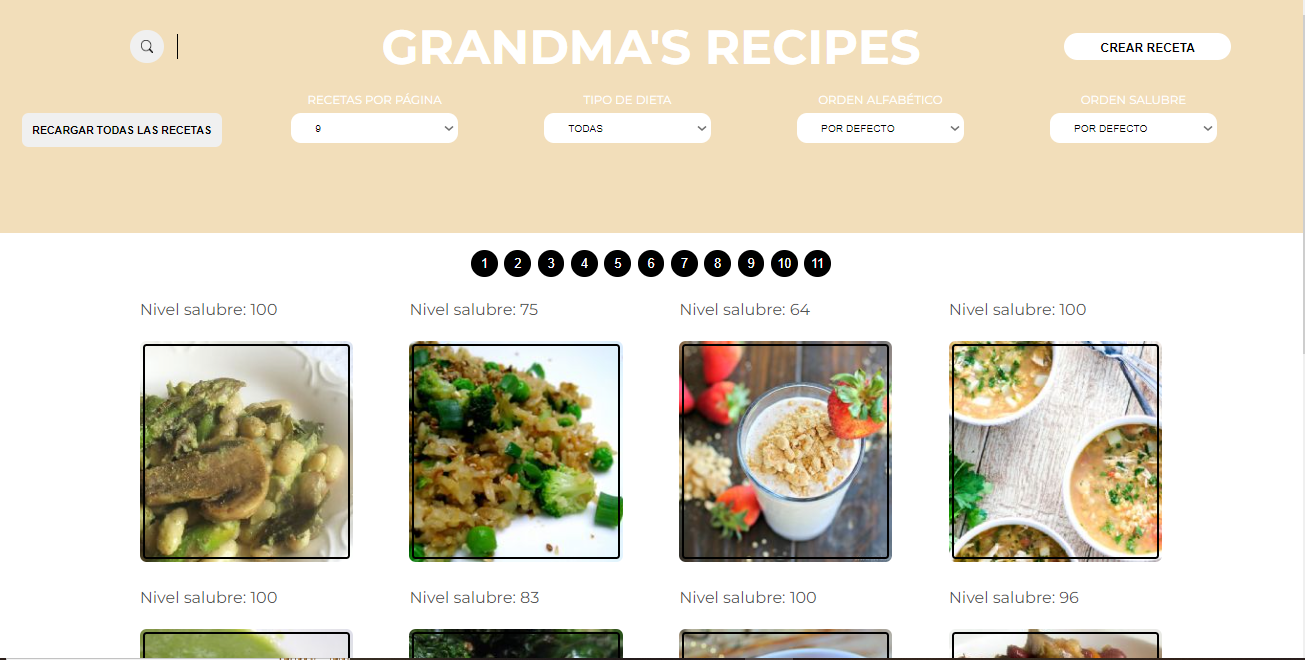 GRANDMA'S RECIPES
CREAR RECETA
RECARGAR TODAS LAS RECETAS
RECETAS POR PÁGINA
9
TIPO DE DIETA
TODAS
ORDEN ALFABÉTICO
POR DEFECTO
ORDEN SALUBRE
POR DEFECTO
1 2 3 4 5 6 7 8 9 10 11
Nivel salubre: 100
Nivel salubre: 75
Nivel salubre: 64
Nivel salubre: 100
Nivel salubre: 100
Nivel salubre: 83
Nivel salubre: 100
Nivel salubre: 96